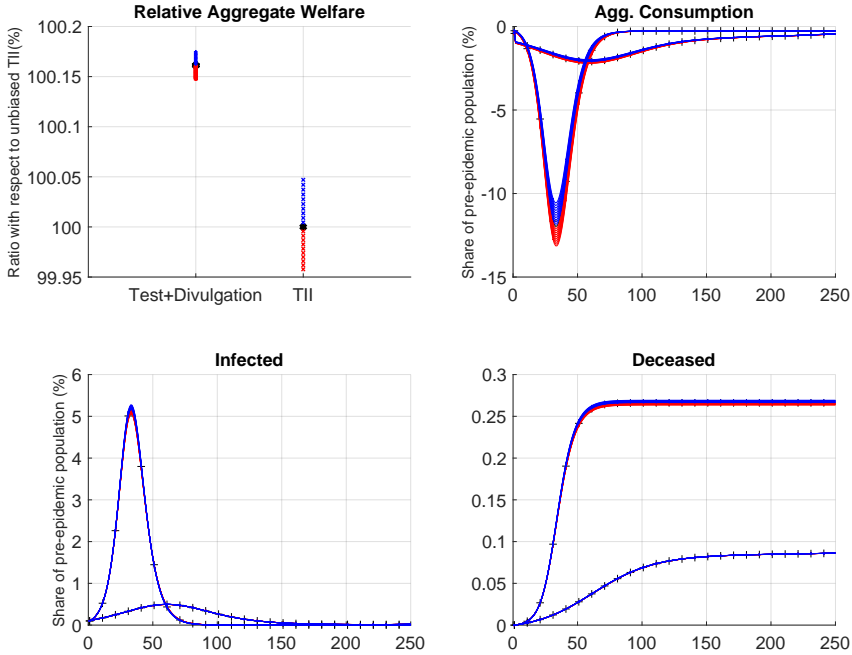 Relative Aggregate Welfare
Ratio with respect to unbiased TII(%)
100.2
100.15
100.1
100.05
100
99.95
Test+Divulgation
TII
Agg. Consumption
Share of pre-epidemic population (%)
0
-5
-10
-15
0 50 100 150 200 250
Infected
Share of pre-epidemic population (%)
6
5
4
3
2
1
0
0 50 100 150 200 250
Deceased
0.3
0.25
0.2
0.15
0.1
0.05
0
0 50 100 150 200 250